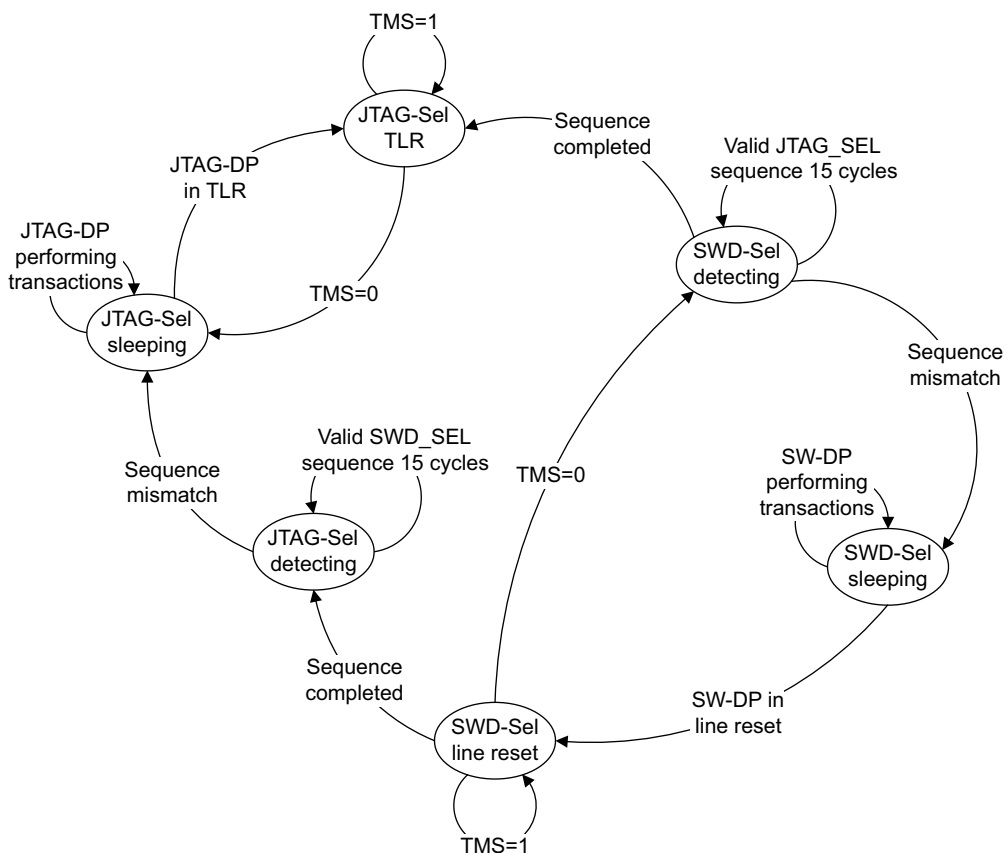 TMS=1
JTAG-Sel
TLR
Sequence
completed
Valid JTAG_SEL
sequence 15 cycles
JTAG-DP
in TLR
JTAG-DP
performing
transactions
SWD-Sel
detecting
TMS=0
JTAG-Sel
sleeping
Sequence
mismatch
Valid SWD_SEL
sequence 15 cycles
Sequence
mismatch
TMS=0
SW-DP
performing
transactions
JTAG-Sel
detecting
SWD-Sel
sleeping
Sequence
completed
SW-DP in
line reset
SWD-Sel
line reset
TMS=1